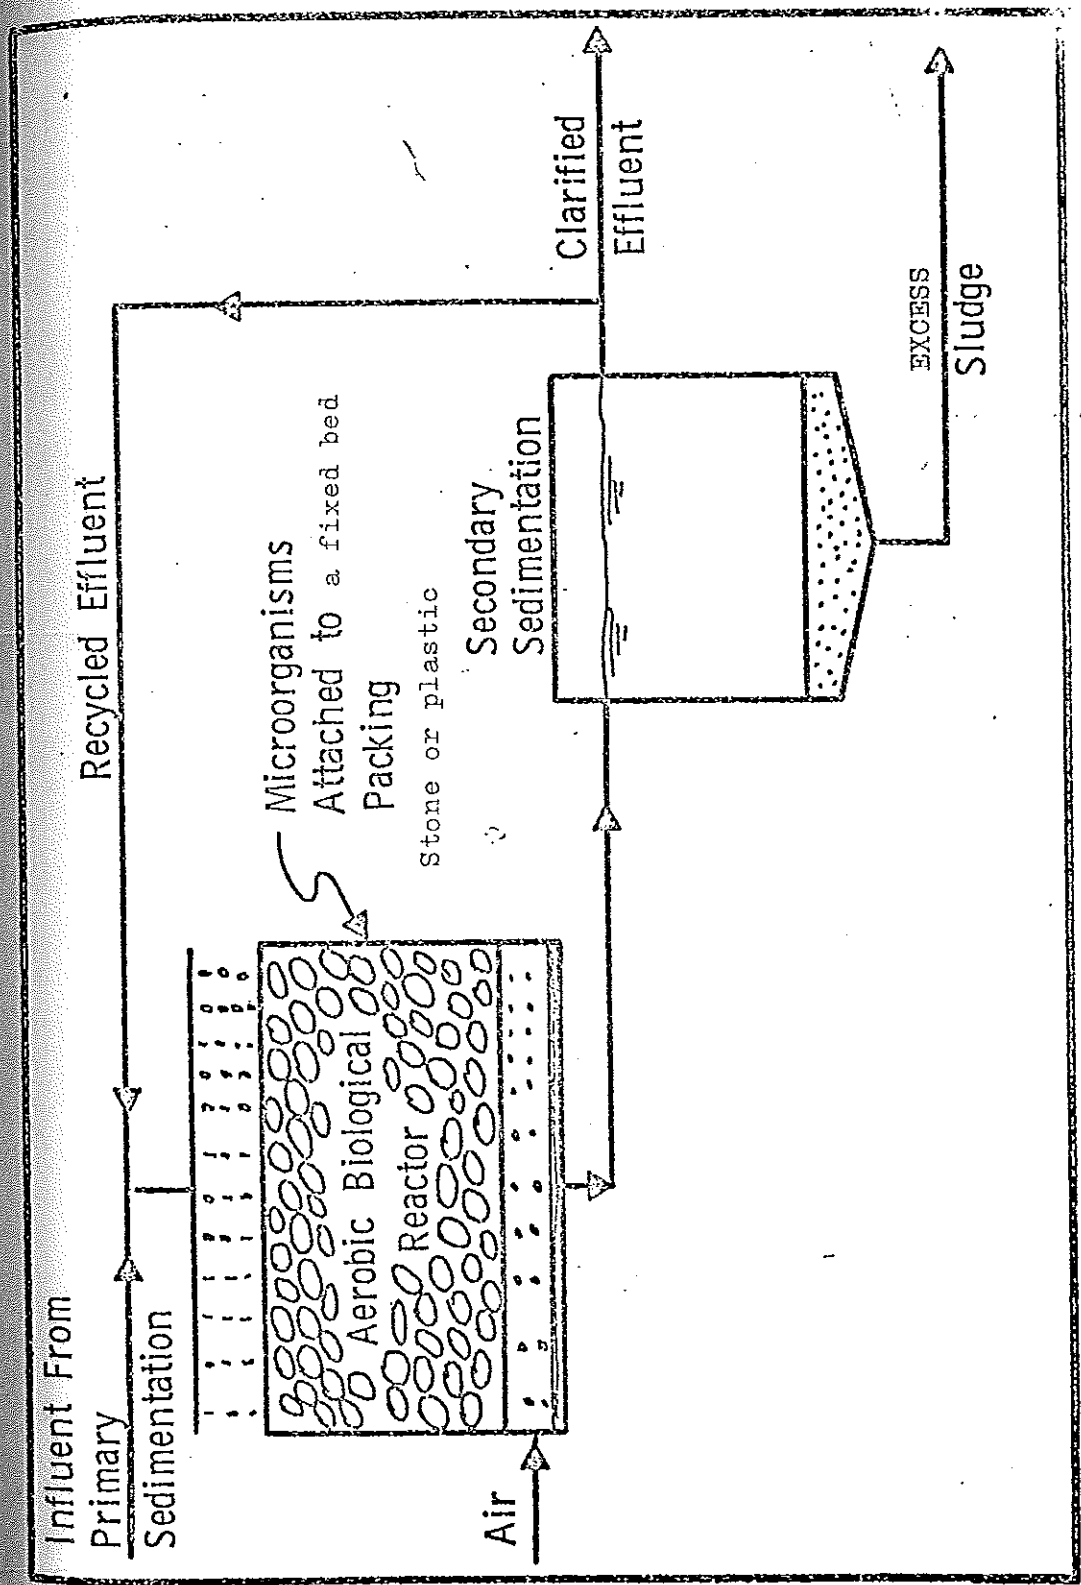 Influent From
Primary
Sedimentation
Recycled Effluent
Microorganisms
Attached to a fixed bed
Packing
Stone or plastic
Aerobic Biological
Reactor
Air
Secondary
Sedimentation
Clarified
Effluent
EXCESS
Sludge